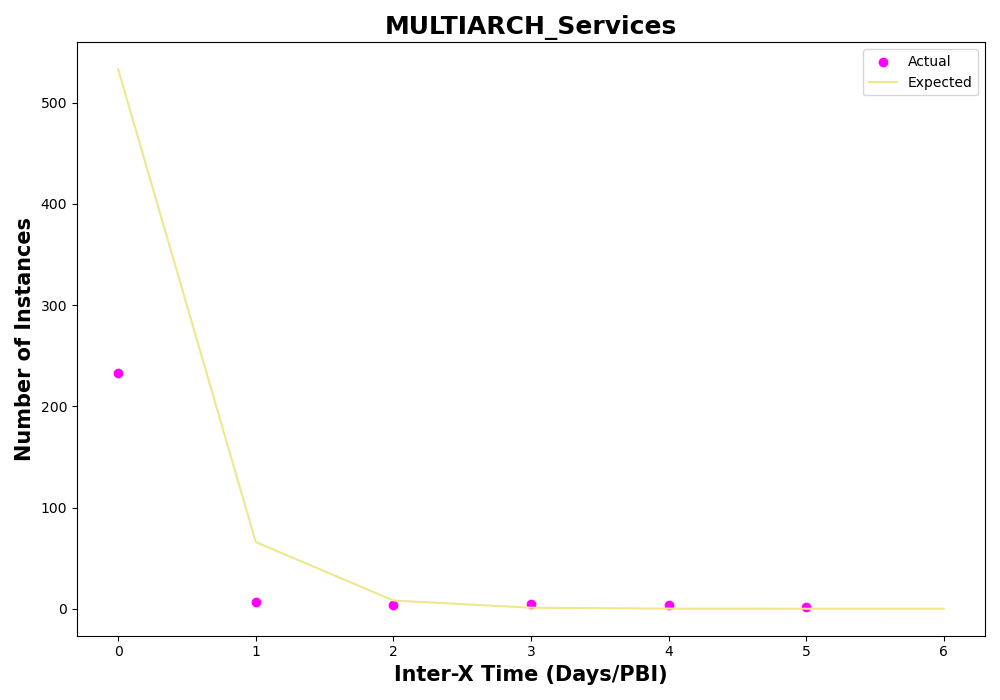 MULTIARCH_Services
Actual
Expected
Number of Instances
500
400
300
200
100
0
0 1 2 3 4 5 6
Inter-X Time (Days/PBI)